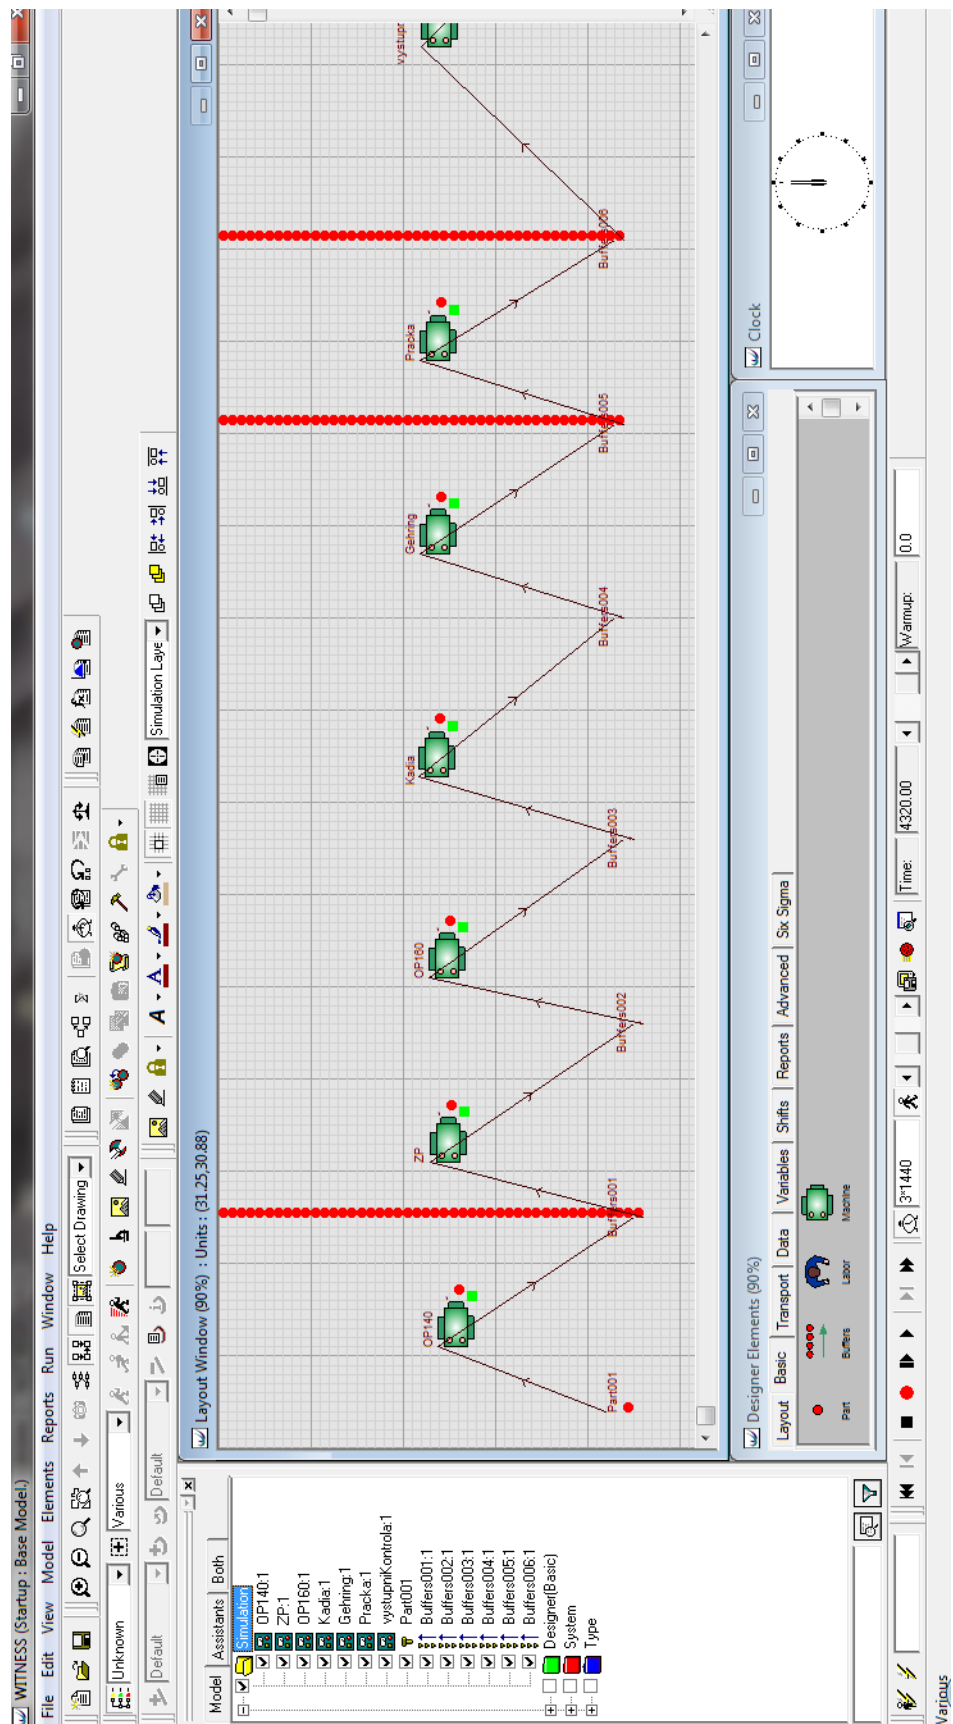 WITNESS (Startup : Base Model.)
File Edit View Model Elements Reports Run Window Help
Select Drawing
Unknown
Various
Default
Default
Simulation Laye
Model Assistants Both
Simulation
OP140:1
ZP:1
OP160:1
Kadia:1
Gehring:1
Pracka:1
vystupniKontrola:1
Part001
Buffers001:1
Buffers002:1
Buffers003:1
Buffers004:1
Buffers005:1
Buffers006:1
Designer(Basic)
System
Type
Layout Window (90%) : Units : (31.25,30.88)
OP140
ZP
OP160
Kadia
Gehring
Pracka
vystupr
Part001
Buffers001
Buffers002
Buffers003
Buffers004
Buffers005
Buffers006
Designer Elements (90%)
Layout Basic Transport Data Variables Shifts Reports Advanced Six Sigma
Part Buffers Labor Machine
Clock
3*1440
Time: 4320.00
Warmup: 0.0
Various